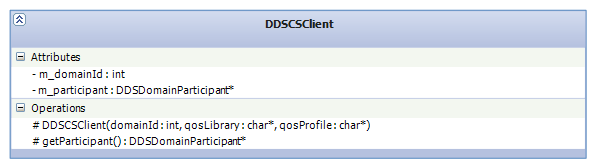 DDSCSClient
Attributes
- m_domainId : int
- m_participant : DDSDomainParticipant*
Operations
# DDSCSClient(domainId : int, qosLibrary : char*, qosProfile : char*)
# getParticipant() : DDSDomainParticipant*